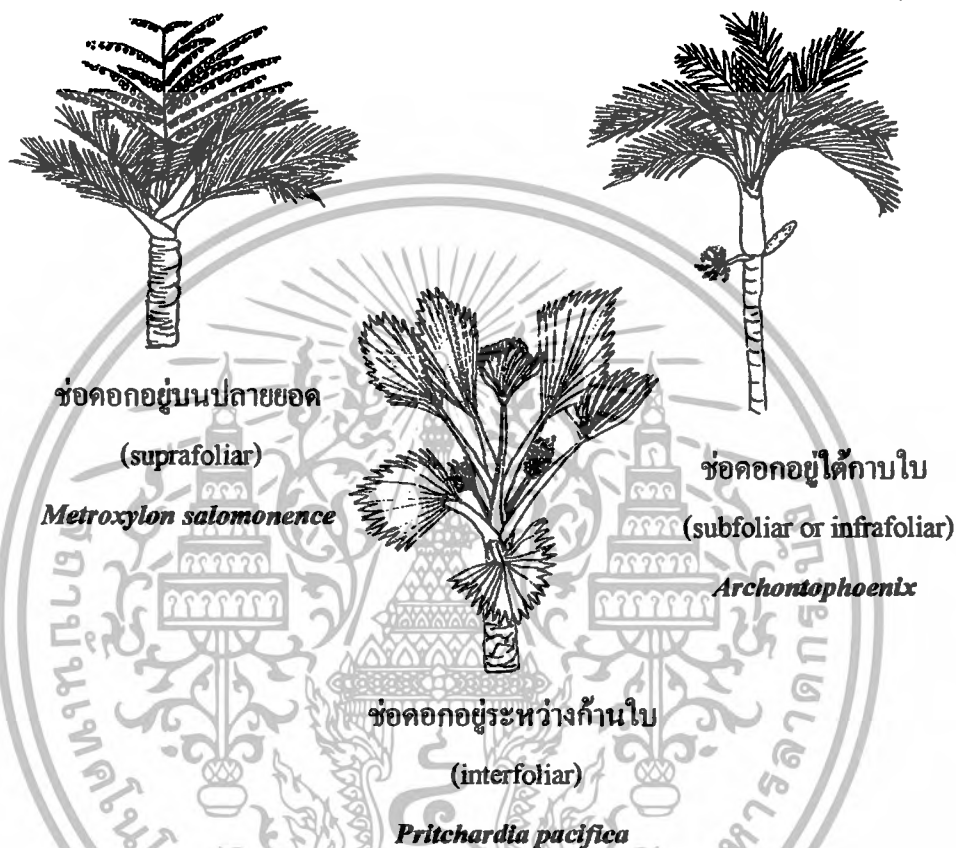 ช่อดอกอยู่บนปลายยอด
(suprafoliar)
Metroxylon salomonence
ช่อดอกอยู่ใต้กาบใบ
(subfoliar or infrafoliar)
Archontophoenix
ช่อดอกอยู่ระหว่างก้านใบ
(interfoliar)
Pritchardia pacifica